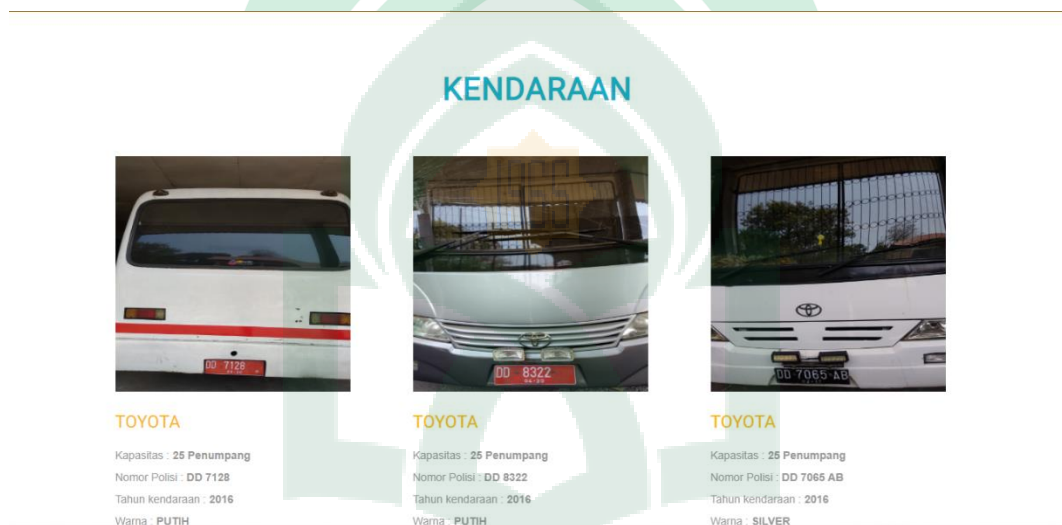 KENDARAAN
DD 7128
DD 8322
04-20
DD 7065 AB
TOYOTA
Kapasitas : 25 Penumpang
Nomor Polisi : DD 7128
Tahun kendaraan : 2016
Warna : PUTIH
TOYOTA
Kapasitas : 25 Penumpang
Nomor Polisi : DD 8322
Tahun kendaraan : 2016
Warna : PUTIH
TOYOTA
Kapasitas : 25 Penumpang
Nomor Polisi : DD 7065 AB
Tahun kendaraan : 2016
Warna : SILVER